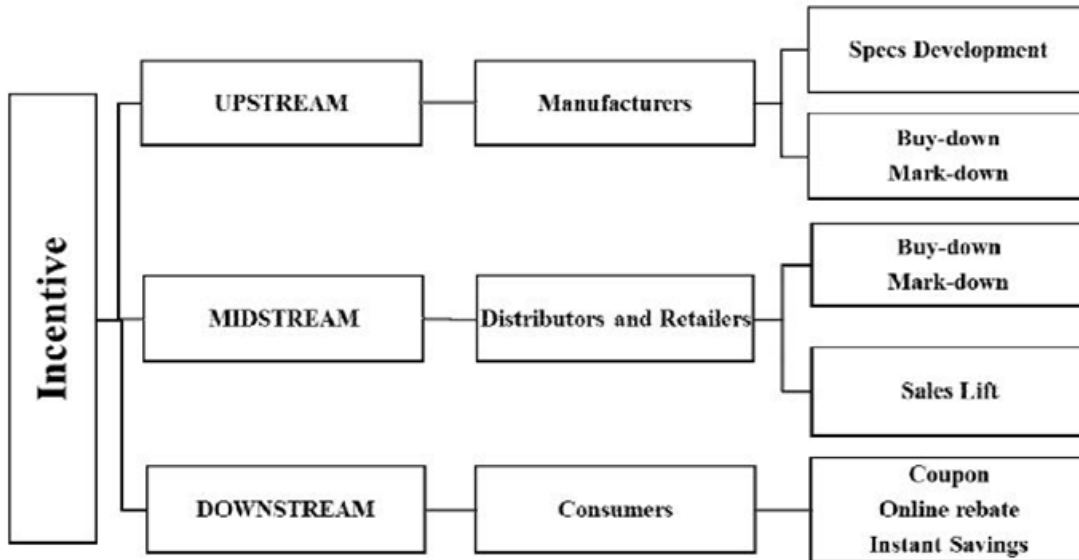 Incentive
UPSTREAM
Manufacturers
Specs Development
Buy-down
Mark-down
MIDSTREAM
Distributors and Retailers
Buy-down
Mark-down
Sales Lift
DOWNSTREAM
Consumers
Coupon
Online rebate
Instant Savings